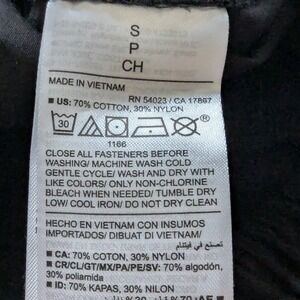 S
P
CH
MADE IN VIETNAM
RN 54023 / CA 17897
■ US: 70% COTTON, 30% NYLON
30
1166
CLOSE ALL FASTENERS BEFORE
WASHING/ MACHINE WASH COLD
GENTLE CYCLE/ WASH AND DRY WITH
LIKE COLORS/ ONLY NON-CHLORINE
BLEACH WHEN NEEDED/ TUMBLE DRY
LOW/ COOL IRON/ DO NOT DRY CLEAN
HECHO EN VIETNAM CON INSUMOS
IMPORTADOS/ DIBUAT DI VIETNAM/
تصنع في فيتنام
■ CA: 70% COTON, 30% NILON
■ CR/CL/GT/MX/PA/PE/SV: 70% algodón,
30% poliamida
■ ID: 70% KAPAS, 30% NILON